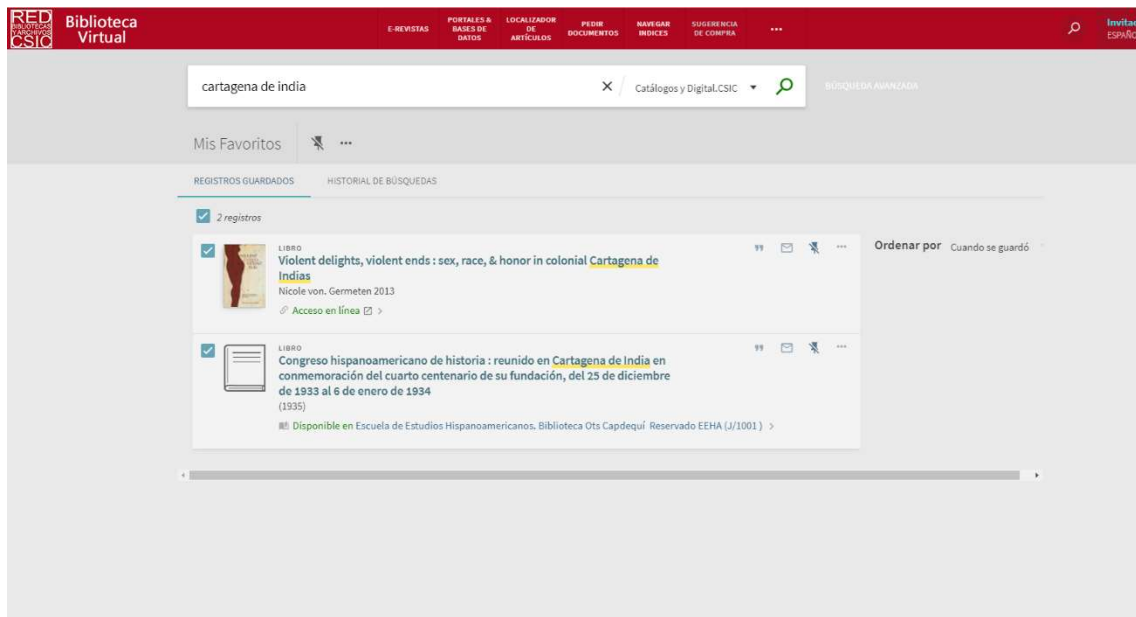 RED
BIBLIOTECAS
Y ARCHIVOS
CSIC
Biblioteca
Virtual
E-REVISTAS
PORTALES &
BASES DE
DATOS
LOCALIZADOR
DE
ARTÍCULOS
PEDIR
DOCUMENTOS
NAVEGAR
INDICES
SUGERENCIA
DE COMPRA
Invitad
ESPAÑO
cartagena de india
Catálogos y Digital.CSIC
BÚSQUEDA AVANZADA
Mis Favoritos
REGISTROS GUARDADOS
HISTORIAL DE BÚSQUEDAS
2 registros
LIBRO
Violent delights, violent ends : sex, race, & honor in colonial Cartagena de
Indias
Nicole von. Germeten 2013
Acceso en línea
Ordenar por Cuando se guardó
LIBRO
Congreso hispanoamericano de historia : reunido en Cartagena de India en
conmemoración del cuarto centenario de su fundación, del 25 de diciembre
de 1933 al 6 de enero de 1934
(1935)
Disponible en Escuela de Estudios Hispanoamericanos. Biblioteca Ots Capdequí Reservado EEHA (J/1001 )